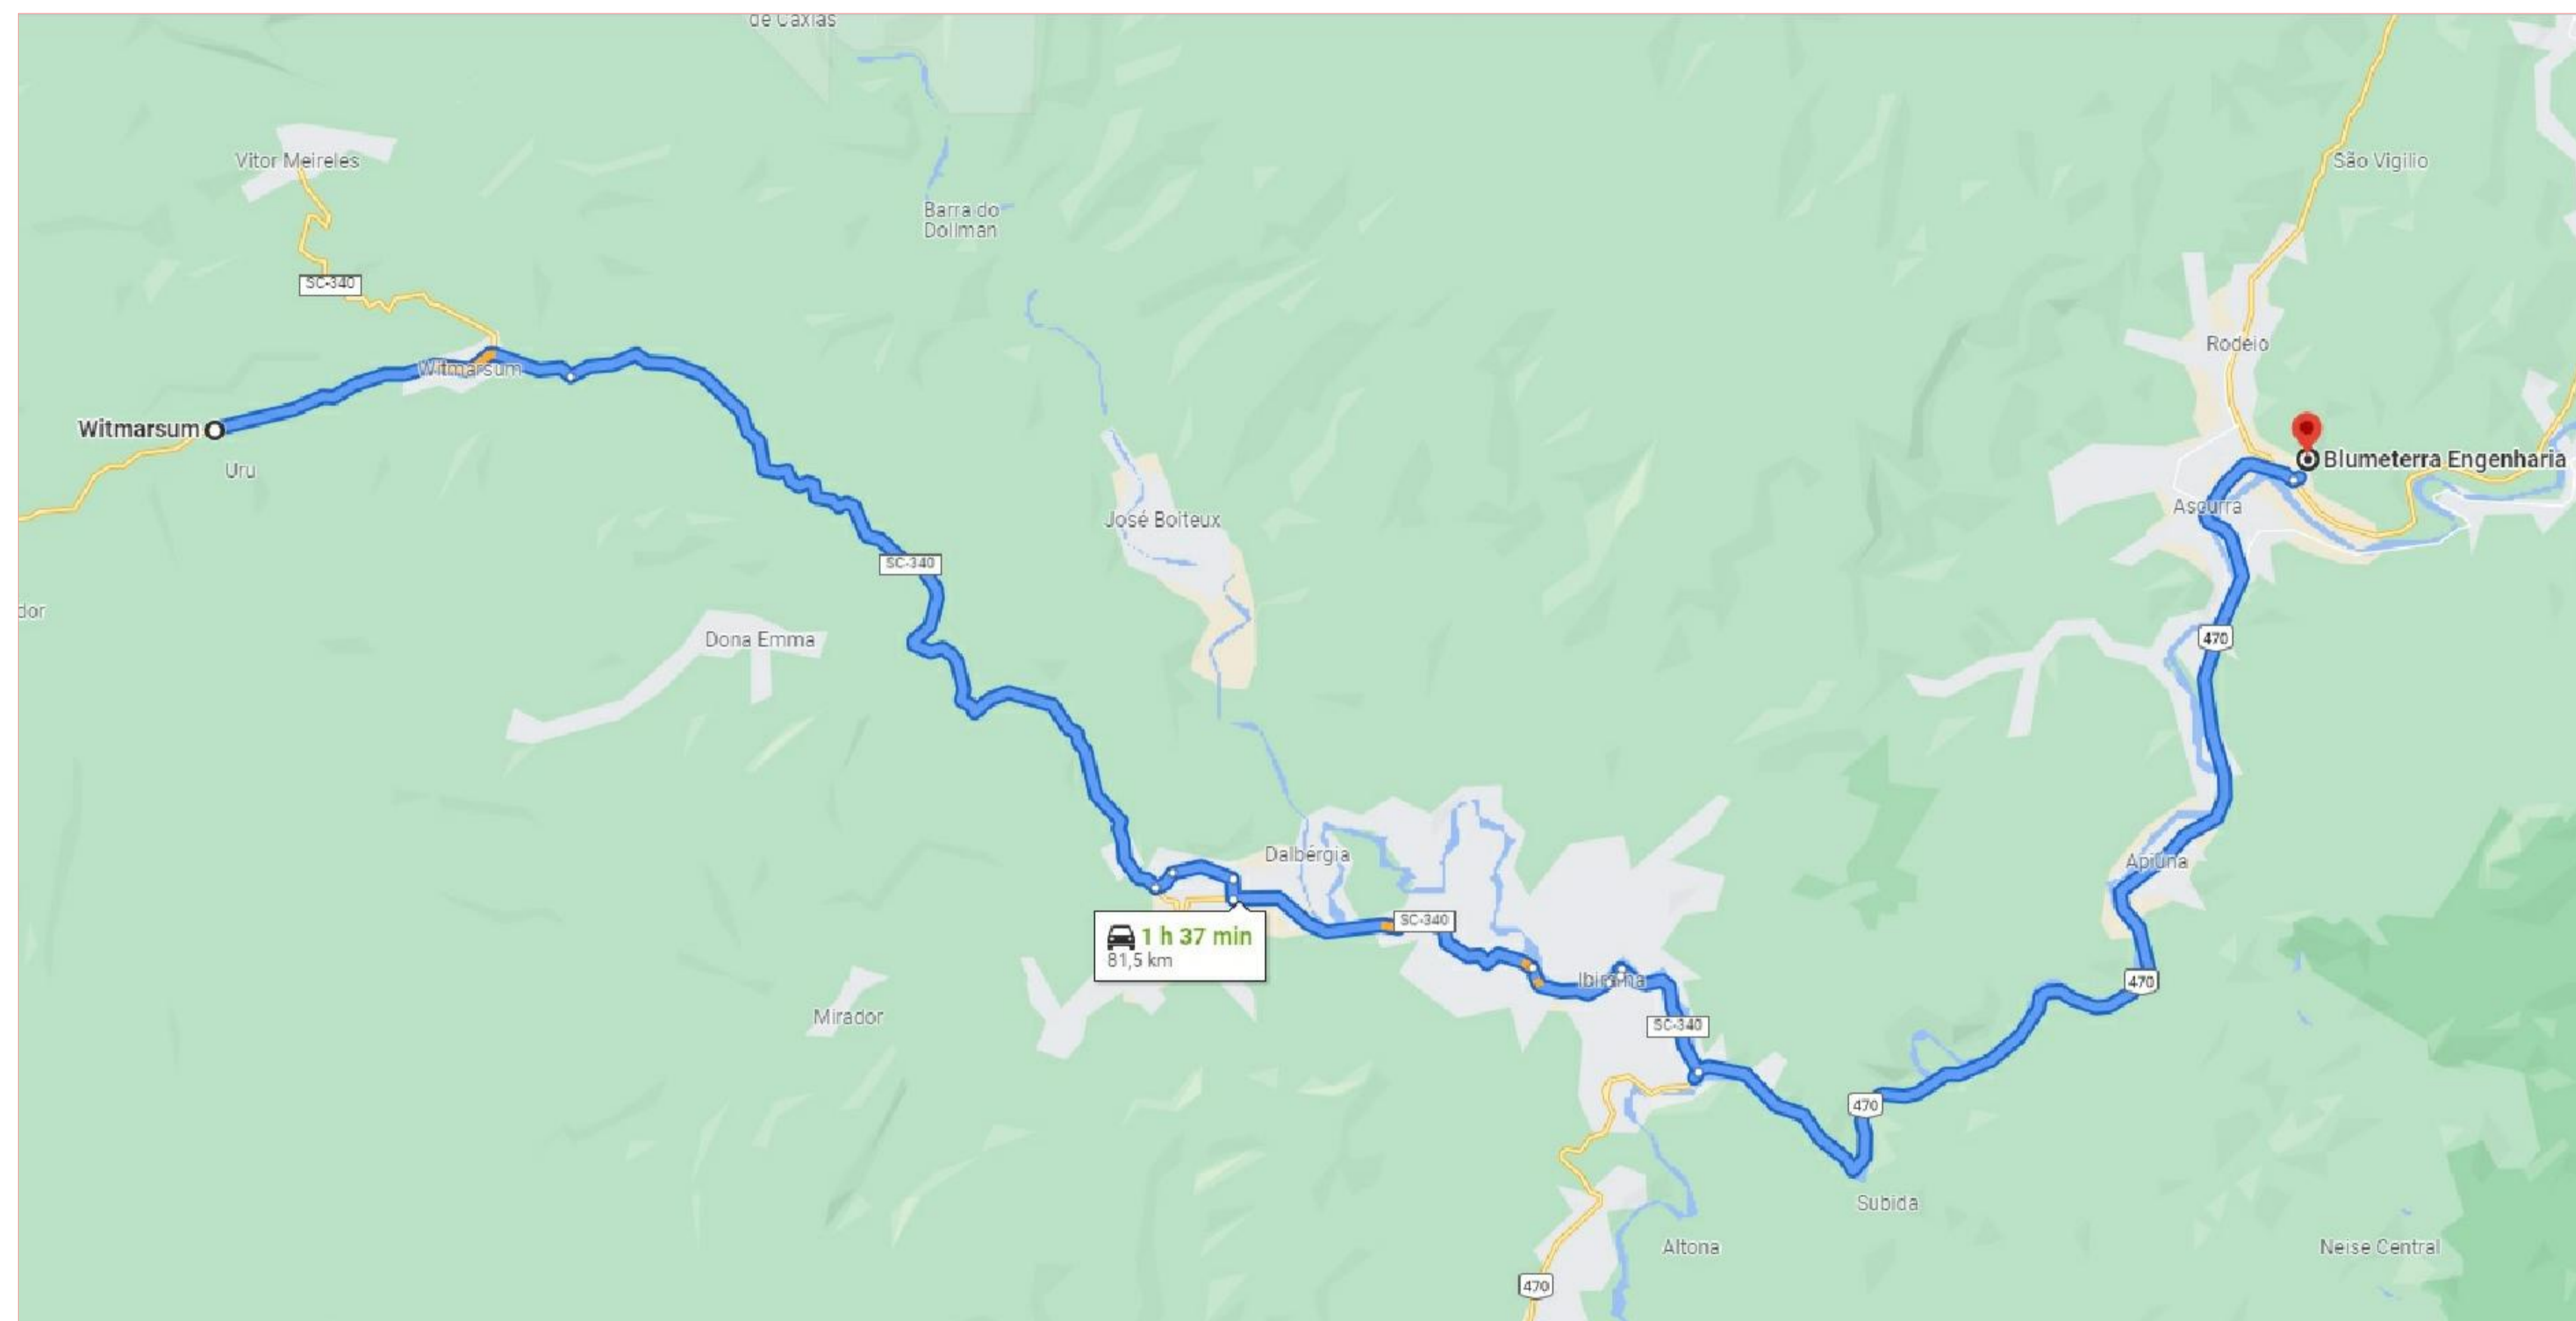 de Caxias
Vitor Meireles
São Vigilio
Barra do
Dollman
SC-340
Rodeio
Witmarsum
Witmarsum
Blumeterra Engenharia
Uru
Ascurra
José Boiteux
SC-340
dor
Dona Emma
470
Dalbérgia
Apiúna
SC-340
1 h 37 min
81,5 km
Ibirama
470
Mirador
SC-340
470
Subida
Altona
Neise Central
470